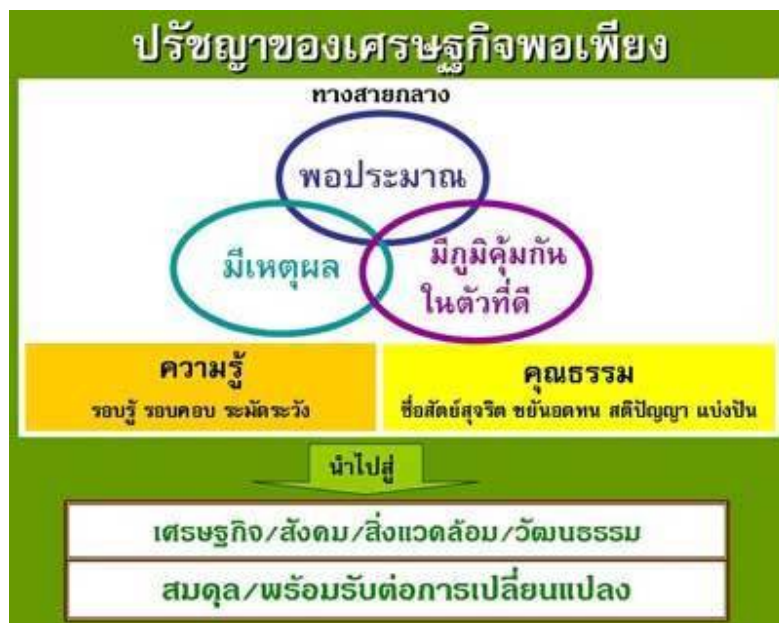 ปรัชญาของเศรษฐกิจพอเพียง
ทางสายกลาง
พอประมาณ
มีเหตุผล
มีภูมิคุ้มกัน
ในตัวที่ดี
ความรู้
รอบรู้ รอบคอบ ระมัดระวัง
คุณธรรม
ซื่อสัตย์สุจริต ขยันอดทน สติปัญญา แบ่งปัน
นำไปสู่
เศรษฐกิจ/สังคม/สิ่งแวดล้อม/วัฒนธรรม
สมดุล/พร้อมรับต่อการเปลี่ยนแปลง